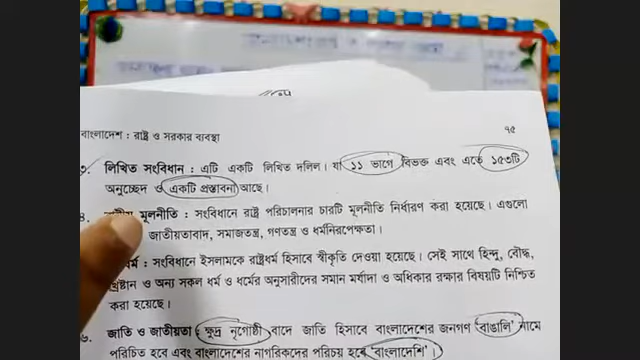 বাংলাদেশ : রাষ্ট্র ও সরকার ব্যবস্থা
৭৫
৩. লিখিত সংবিধান : এটি একটি লিখিত দলিল। যা ১১ ভাগে বিভক্ত এবং এতে ১৫৩টি
অনুচ্ছেদ ও একটি প্রস্তাবনা আছে।
৪. মূলনীতি : সংবিধানে রাষ্ট্র পরিচালনার চারটি মূলনীতি নির্ধারণ করা হয়েছে। এগুলো
জাতীয়তাবাদ, সমাজতন্ত্র, গণতন্ত্র ও ধর্মনিরপেক্ষতা।
: সংবিধানে ইসলামকে রাষ্ট্রধর্ম হিসাবে স্বীকৃতি দেওয়া হয়েছে। সেই সাথে হিন্দু, বৌদ্ধ,
খ্রিষ্টান ও অন্য সকল ধর্ম ও ধর্মের অনুসারীদের সমান মর্যাদা ও অধিকার রক্ষার বিষয়টি নিশ্চিত
করা হয়েছে।
৬. জাতি ও জাতীয়তা : ক্ষুদ্র নৃগোষ্ঠী বাদে জাতি হিসাবে বাংলাদেশের জনগণ 'বাঙালি' নামে
পরিচিত হবে এবং বাংলাদেশের নাগরিকদের পরিচয় হবে 'বাংলাদেশি'।